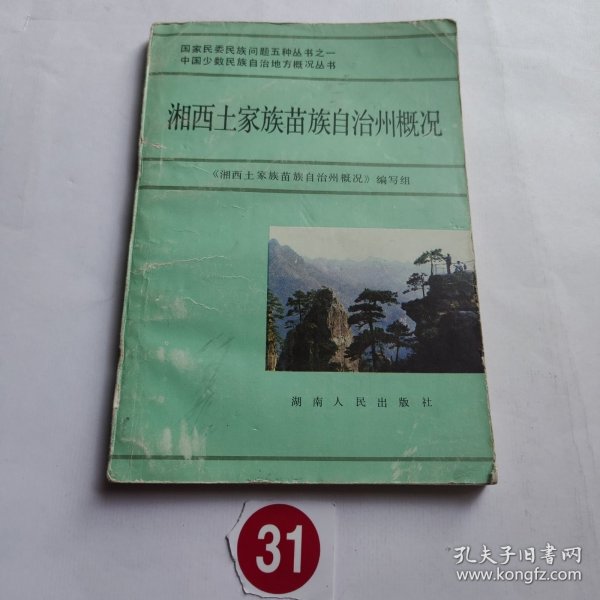 国家民委民族问题五种丛书之一
中国少数民族自治地方概况丛书
湘西土家族苗族自治州概况
《湘西土家族苗族自治州概况》编写组
湖南人民出版社
31
孔夫子旧书网
www.kongfz.com